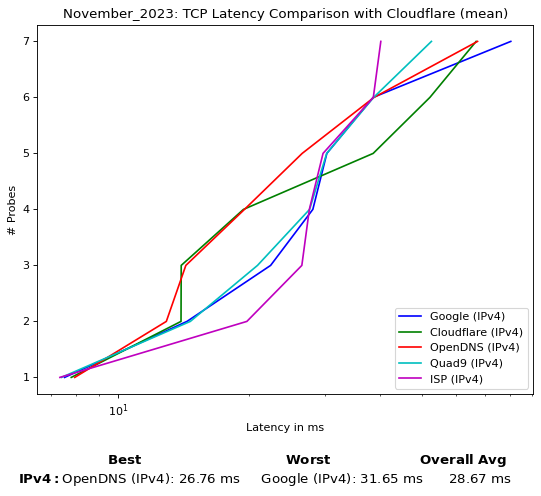 November_2023: TCP Latency Comparison with Cloudflare (mean)
# Probes
7
6
5
4
3
2
1
Google (IPv4)
Cloudflare (IPv4)
OpenDNS (IPv4)
Quad9 (IPv4)
ISP (IPv4)
10¹
Latency in ms
Best Worst Overall Avg
IPv4: OpenDNS (IPv4): 26.76 ms Google (IPv4): 31.65 ms 28.67 ms